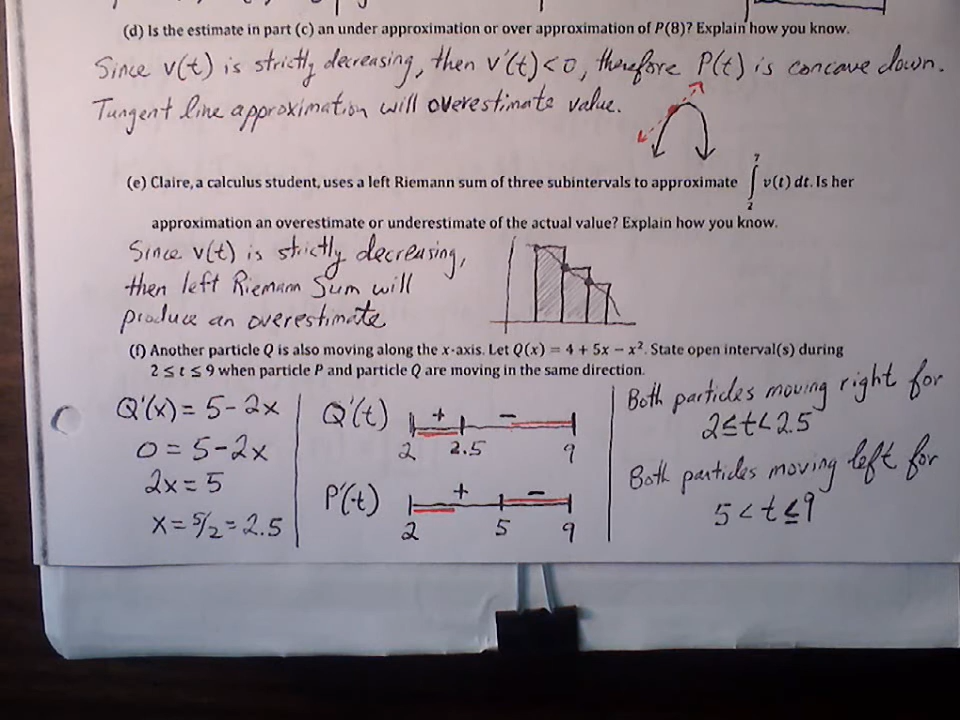 (d) Is the estimate in part (c) an under approximation or over approximation of P(8)? Explain how you know.
Since v(t) is strictly decreasing, then v'(t) < 0, therefore P(t) is concave down.
Tangent line approximation will overestimate value.
(e) Claire, a calculus student, uses a left Riemann sum of three subintervals to approximate ∫₂⁷ v(t) dt. Is her
approximation an overestimate or underestimate of the actual value? Explain how you know.
Since v(t) is strictly decreasing,
then left Riemann Sum will
produce an overestimate
(f) Another particle Q is also moving along the x-axis. Let Q(x) = 4 + 5x − x². State open interval(s) during
2 ≤ t ≤ 9 when particle P and particle Q are moving in the same direction.
Q'(x) = 5 - 2x
0 = 5 - 2x
2x = 5
x = 5/2 = 2.5
Q'(t) + −
2 2.5 9
P'(t) + −
2 5 9
Both particles moving right for
2 ≤ t < 2.5
Both particles moving left for
5 < t ≤ 9